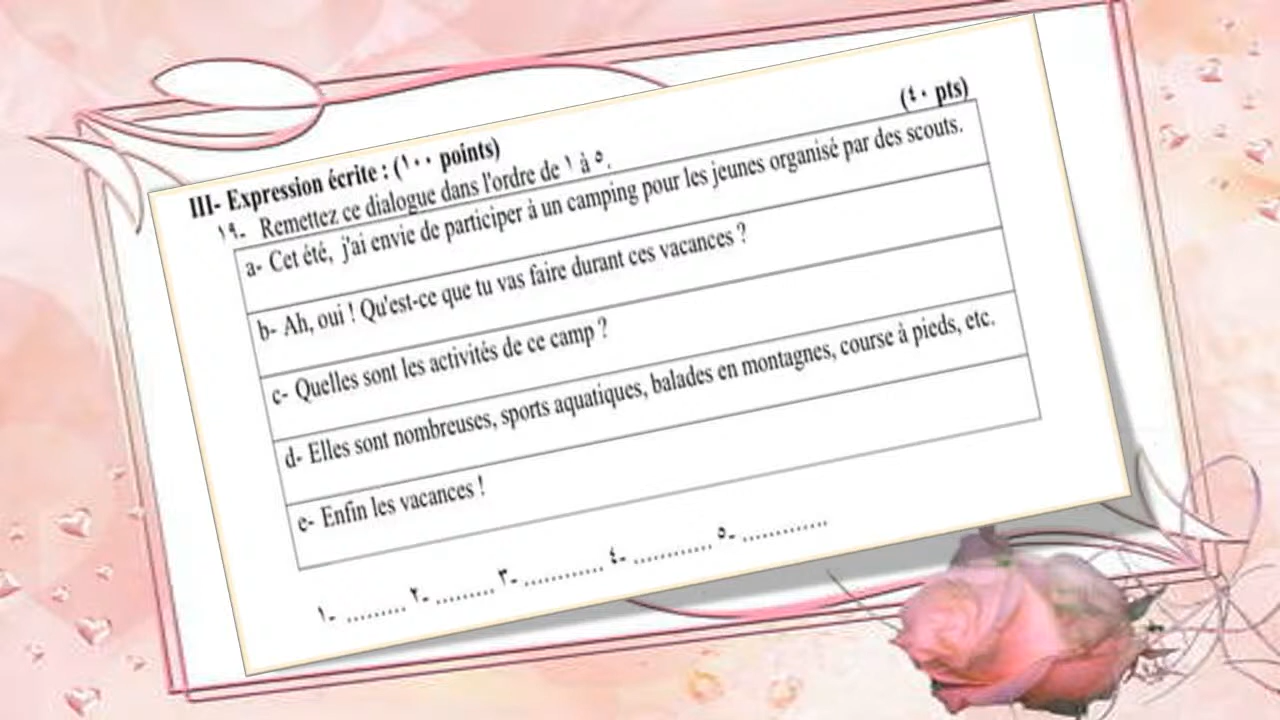 III- Expression écrite : (١٠٠ points)
١٩- Remettez ce dialogue dans l'ordre de ١ à ٥. (٤٠ pts)
a- Cet été, j'ai envie de participer à un camping pour les jeunes organisé par des scouts.
b- Ah, oui ! Qu'est-ce que tu vas faire durant ces vacances ?
c- Quelles sont les activités de ce camp ?
d- Elles sont nombreuses, sports aquatiques, balades en montagnes, course à pieds, etc.
e- Enfin les vacances !
١- ......... ٢- ......... ٣- ............ ٤- ............ ٥- .............